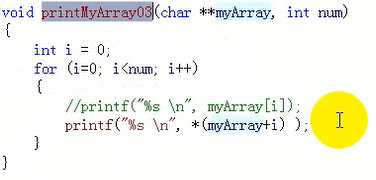 void printMyArray03(char **myArray, int num)
{
int i = 0;
for (i=0; i<num; i++)
{
//printf("%s \n", myArray[i]);
printf("%s \n", *(myArray+i) );
}
}